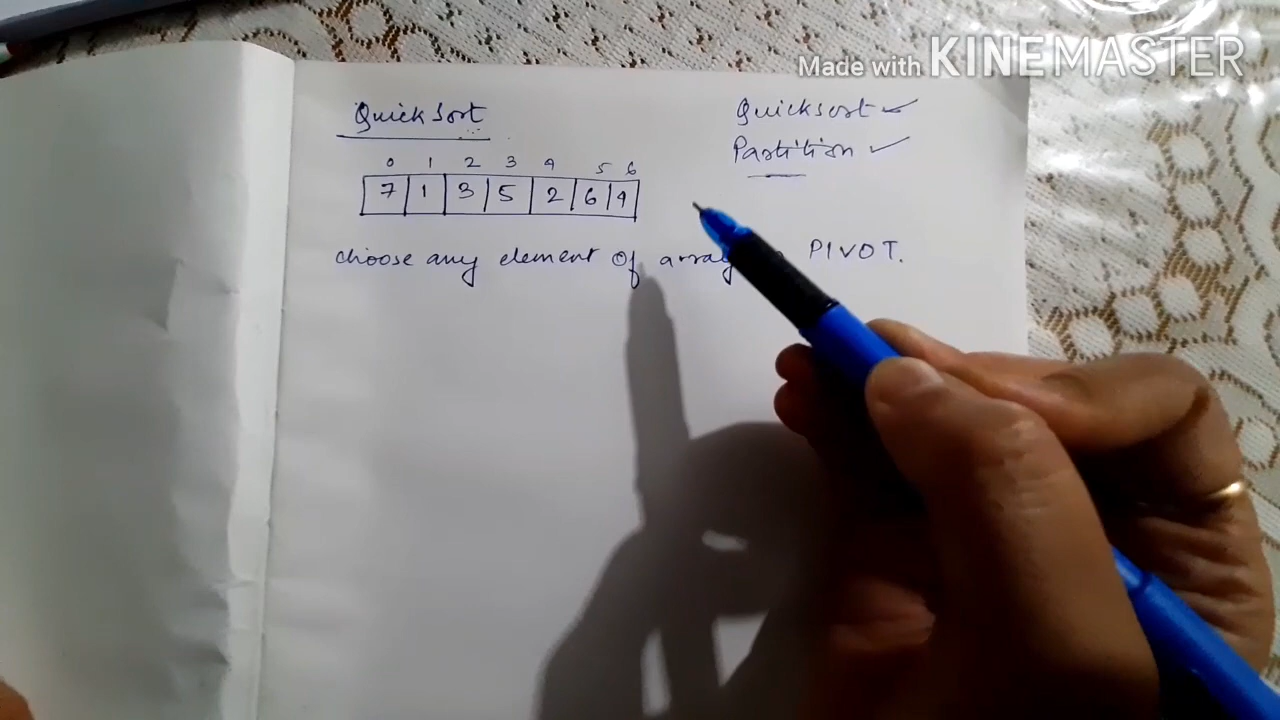 Made with KINEMASTER
Quick Sort
Quicksort ✓
Partition ✓
0 1 2 3 4 5 6
7 1 3 5 2 6 4
choose any element of array PIVOT.